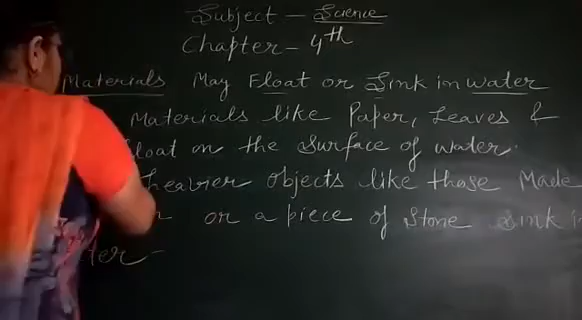 Subject - Science
Chapter - 4th
Materials May Float or Sink in water
Materials like Paper, Leaves &
float on the Surface of water.
heavier objects like those Made
or a piece of Stone Sink in